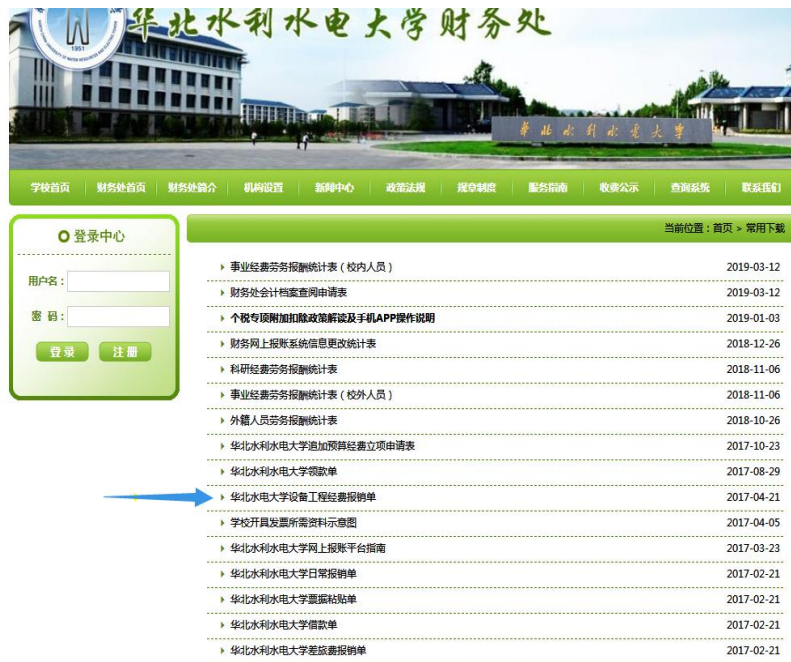 华北水利水电大学财务处
1951
华北水利水电大学
学校首页 财务处首页 财务处简介 机构设置 新闻中心 政策法规 规章制度 服务指南 收费公示 查询系统 联系我们
登录中心
用户名：
密 码：
登 录 注 册
当前位置：首页 > 常用下载
事业经费劳务报酬统计表（校内人员） 2019-03-12
财务处会计档案查阅申请表 2019-03-12
个税专项附加扣除政策解读及手机APP操作说明 2019-01-03
财务网上报账系统信息更改统计表 2018-12-26
科研经费劳务报酬统计表 2018-11-06
事业经费劳务报酬统计表（校外人员） 2018-11-06
外籍人员劳务报酬统计表 2018-10-26
华北水利水电大学追加预算经费立项申请表 2017-10-23
华北水利水电大学领款单 2017-08-29
华北水电大学设备工程经费报销单 2017-04-21
学校开具发票所需资料示意图 2017-04-05
华北水利水电大学网上报账平台指南 2017-03-23
华北水利水电大学日常报销单 2017-02-21
华北水利水电大学票据粘贴单 2017-02-21
华北水利水电大学借款单 2017-02-21
华北水利水电大学差旅费报销单 2017-02-21